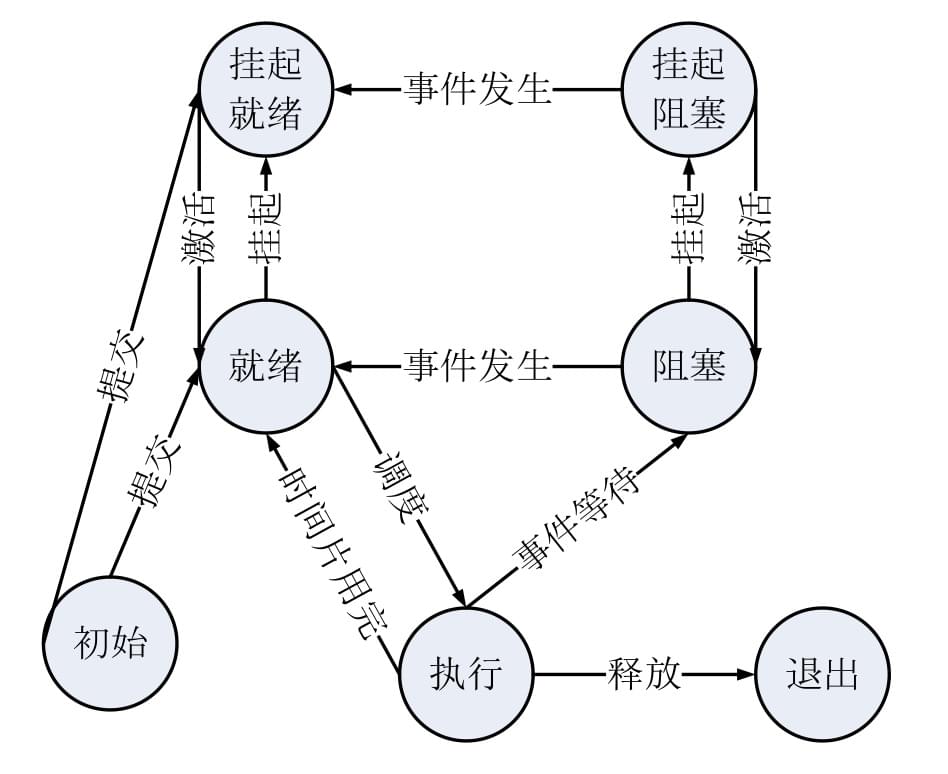 挂起
就绪
事件发生
挂起
阻塞
激活
挂起
挂起
激活
提交
提交
就绪
事件发生
阻塞
时间片用完
调度
事件等待
初始
执行
释放
退出